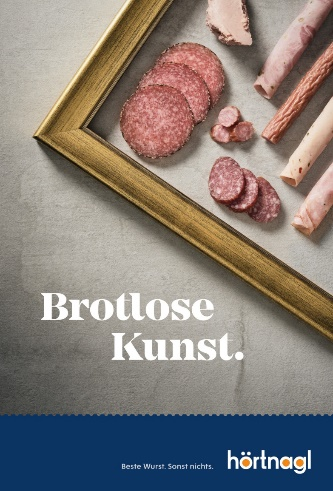 Brotlose
Kunst.
Beste Wurst. Sonst nichts.
hörtnagl